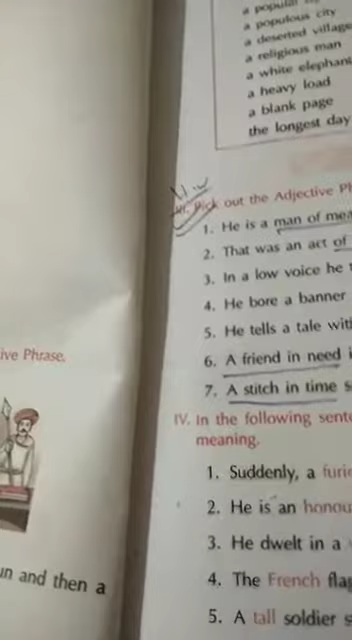 a popular
a populous city
a deserted village
a religious man
a white elephant
a heavy load
a blank page
the longest day
Pick out the Adjective Ph
1. He is a man of mea
2. That was an act of
3. In a low voice he
4. He bore a banner
5. He tells a tale wit
6. A friend in need i
7. A stitch in time s
IV. In the following sent
meaning.
1. Suddenly, a furi
2. He is an honou
3. He dwelt in a
4. The French fla
5. A tall soldier s
ive Phrase.
un and then a